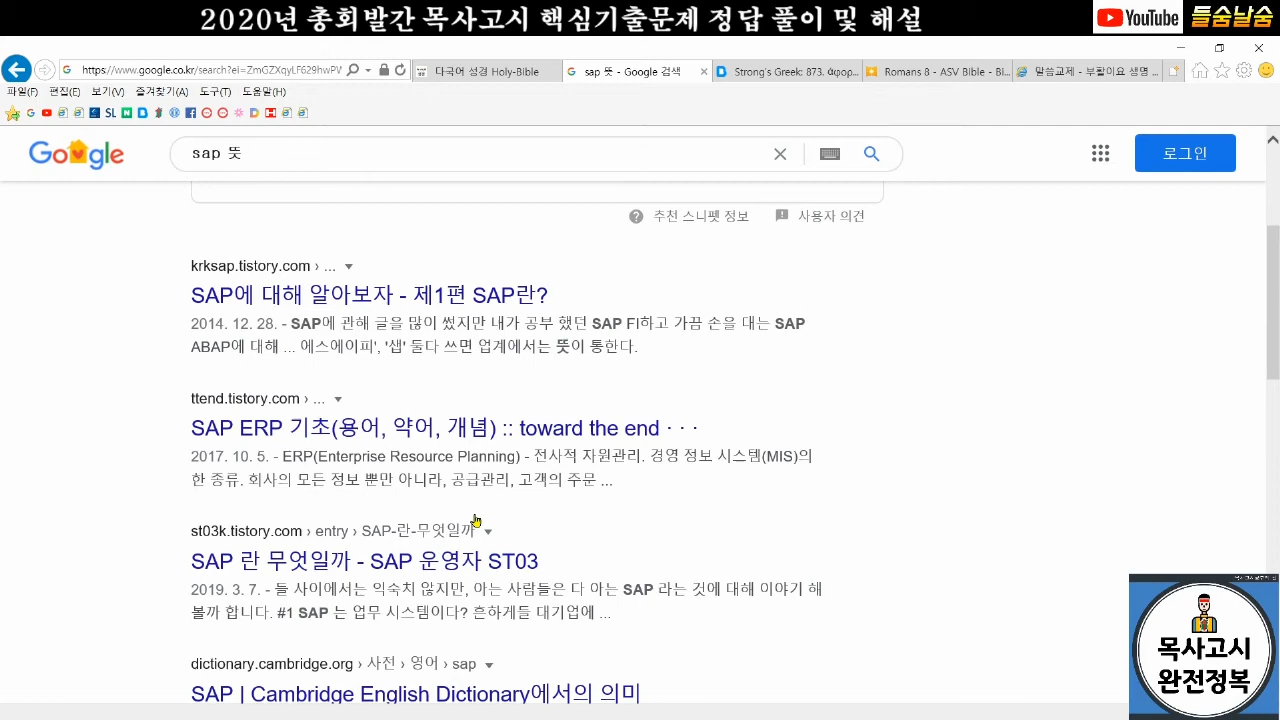 2020년 총회발간 목사고시 핵심기출문제 정답 풀이 및 해설
YouTube 들숨날숨
https://www.google.co.kr/search?ei=ZmGZXqyLF629hwPV 다국어 성경 Holy-Bible sap 뜻 - Google 검색 Strong's Greek: 873. ἀφορ... Romans 8 - ASV Bible - Bi... 말씀교제 - 부활이요 생명 ...
파일(F) 편집(E) 보기(V) 즐겨찾기(A) 도구(T) 도움말(H)
Google sap 뜻 로그인
추천 스니펫 정보 사용자 의견
krksap.tistory.com › ...
SAP에 대해 알아보자 - 제1편 SAP란?
2014. 12. 28. - SAP에 관해 글을 많이 썼지만 내가 공부 했던 SAP FI하고 가끔 손을 대는 SAP
ABAP에 대해 ... 에스에이피', '샙' 둘다 쓰면 업계에서는 뜻이 통한다.
ttend.tistory.com › ...
SAP ERP 기초(용어, 약어, 개념) :: toward the end · · ·
2017. 10. 5. - ERP(Enterprise Resource Planning) - 전사적 자원관리. 경영 정보 시스템(MIS)의
한 종류. 회사의 모든 정보 뿐만 아니라, 공급관리, 고객의 주문 ...
st03k.tistory.com › entry › SAP-란-무엇일까
SAP 란 무엇일까 - SAP 운영자 ST03
2019. 3. 7. - 둘 사이에서는 익숙치 않지만, 아는 사람들은 다 아는 SAP 라는 것에 대해 이야기 해
볼까 합니다. #1 SAP 는 업무 시스템이다? 흔하게들 대기업에 ...
dictionary.cambridge.org › 사전 › 영어 › sap
SAP | Cambridge English Dictionary에서의 의미
목사고시
완전정복